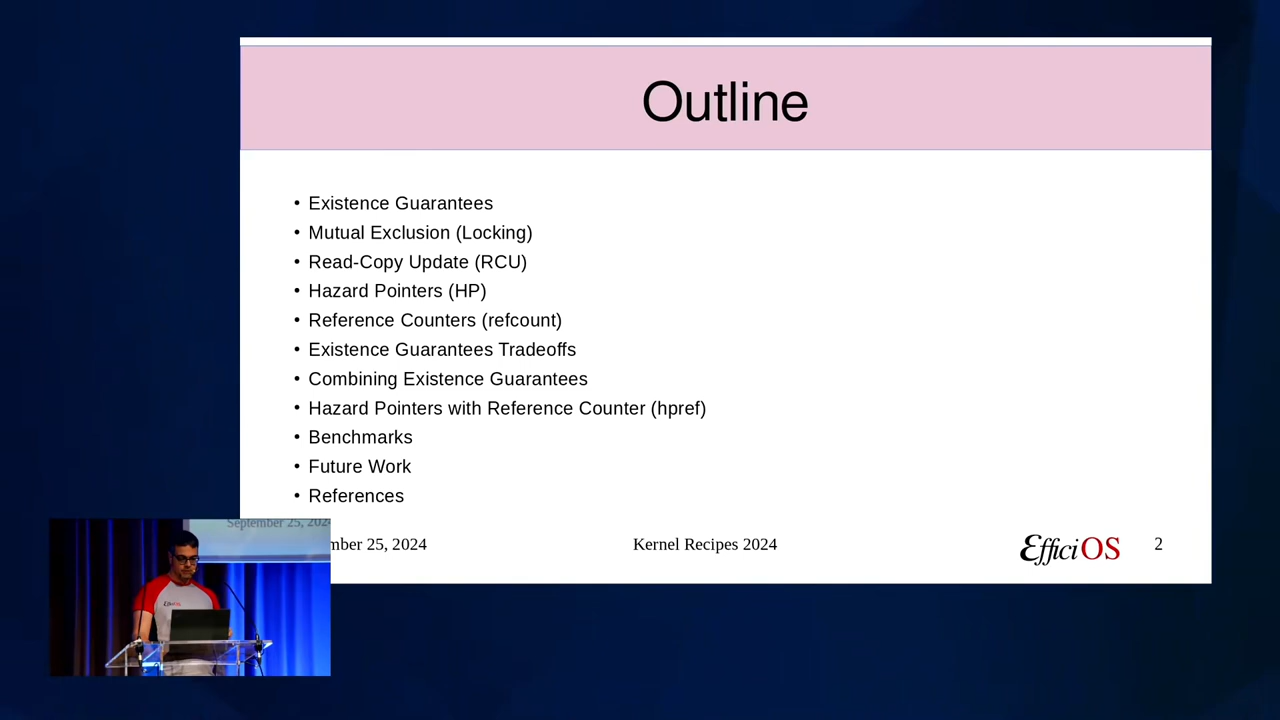 Outline
• Existence Guarantees
• Mutual Exclusion (Locking)
• Read-Copy Update (RCU)
• Hazard Pointers (HP)
• Reference Counters (refcount)
• Existence Guarantees Tradeoffs
• Combining Existence Guarantees
• Hazard Pointers with Reference Counter (hpref)
• Benchmarks
• Future Work
• References
mber 25, 2024
Kernel Recipes 2024
EfficiOS
2
September 25, 202